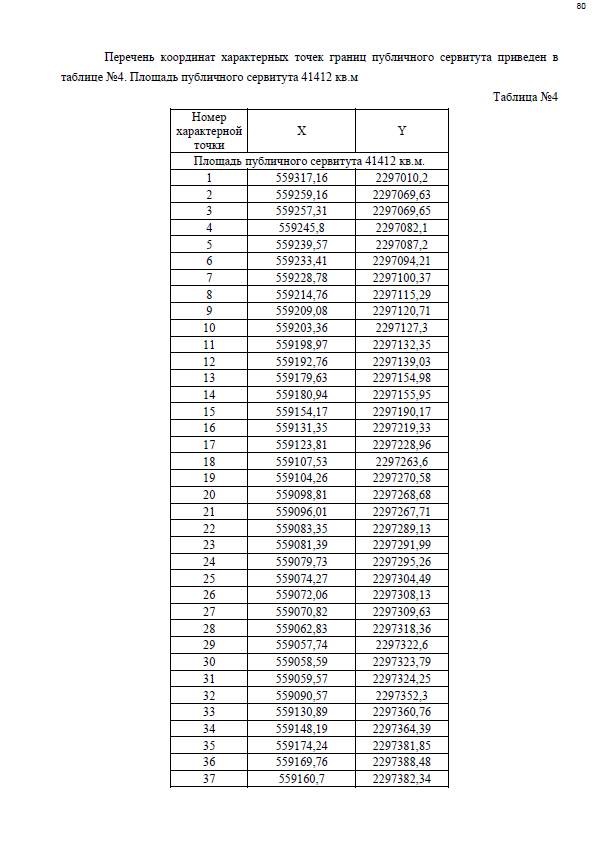 80
Перечень координат характерных точек границ публичного сервитута приведен в
таблице №4. Площадь публичного сервитута 41412 кв.м
Таблица №4
Номер
характерной
точки X Y
Площадь публичного сервитута 41412 кв.м.
1 559317,16 2297010,2
2 559259,16 2297069,63
3 559257,31 2297069,65
4 559245,8 2297082,1
5 559239,57 2297087,2
6 559233,41 2297094,21
7 559228,78 2297100,37
8 559214,76 2297115,29
9 559209,08 2297120,71
10 559203,36 2297127,3
11 559198,97 2297132,35
12 559192,76 2297139,03
13 559179,63 2297154,98
14 559180,94 2297155,95
15 559154,17 2297190,17
16 559131,35 2297219,33
17 559123,81 2297228,96
18 559107,53 2297263,6
19 559104,26 2297270,58
20 559098,81 2297268,68
21 559096,01 2297267,71
22 559083,35 2297289,13
23 559081,39 2297291,99
24 559079,73 2297295,26
25 559074,27 2297304,49
26 559072,06 2297308,13
27 559070,82 2297309,63
28 559062,83 2297318,36
29 559057,74 2297322,6
30 559058,59 2297323,79
31 559059,57 2297324,25
32 559090,57 2297352,3
33 559130,89 2297360,76
34 559148,19 2297364,39
35 559174,24 2297381,85
36 559169,76 2297388,48
37 559160,7 2297382,34